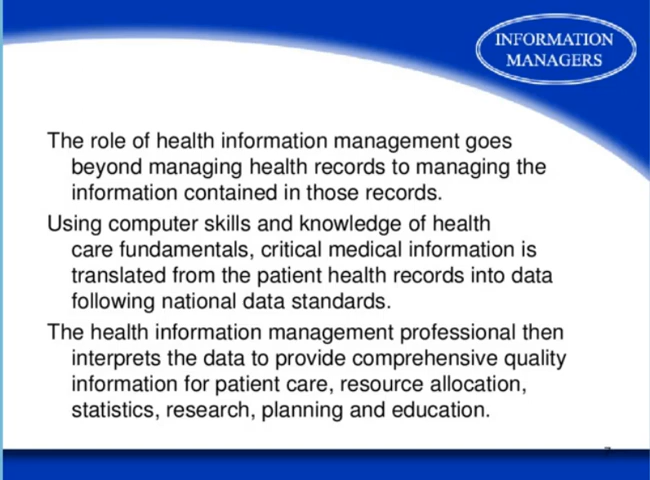 INFORMATION
MANAGERS
The role of health information management goes
beyond managing health records to managing the
information contained in those records.
Using computer skills and knowledge of health
care fundamentals, critical medical information is
translated from the patient health records into data
following national data standards.
The health information management professional then
interprets the data to provide comprehensive quality
information for patient care, resource allocation,
statistics, research, planning and education.